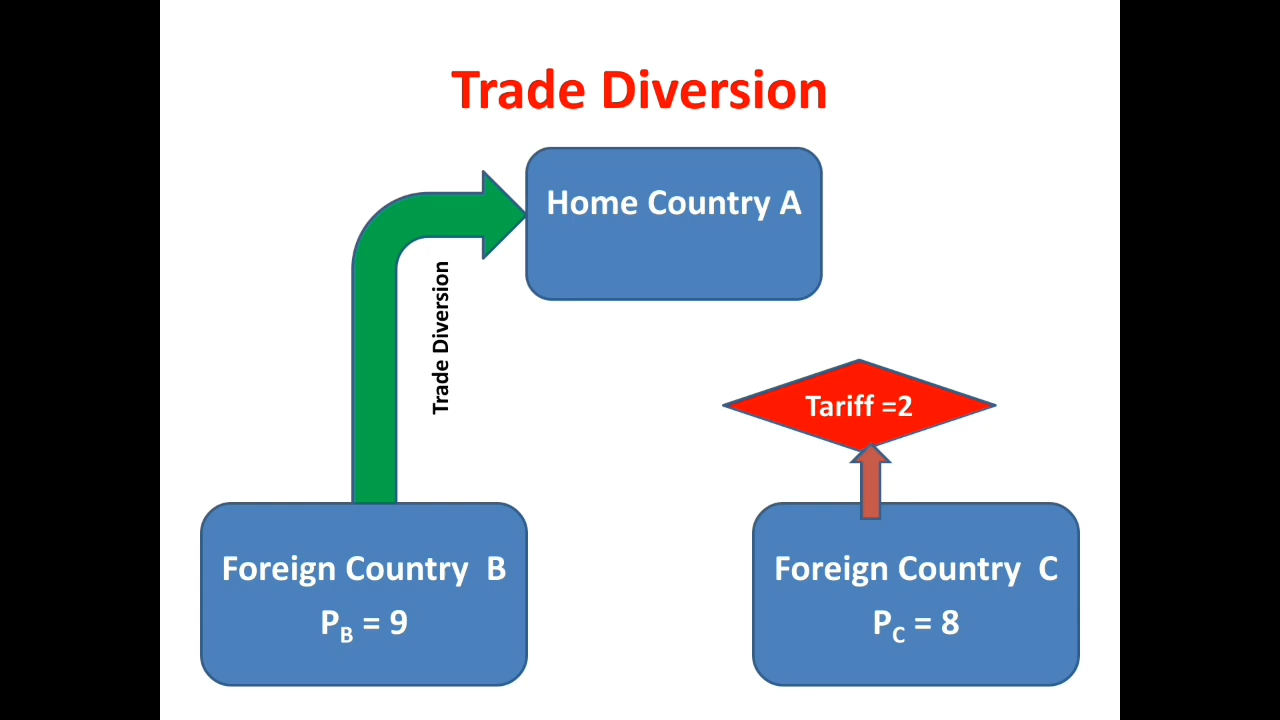 Trade Diversion
Home Country A
Trade Diversion
Tariff =2
Foreign Country  B
P_B = 9
Foreign Country  C
P_C = 8